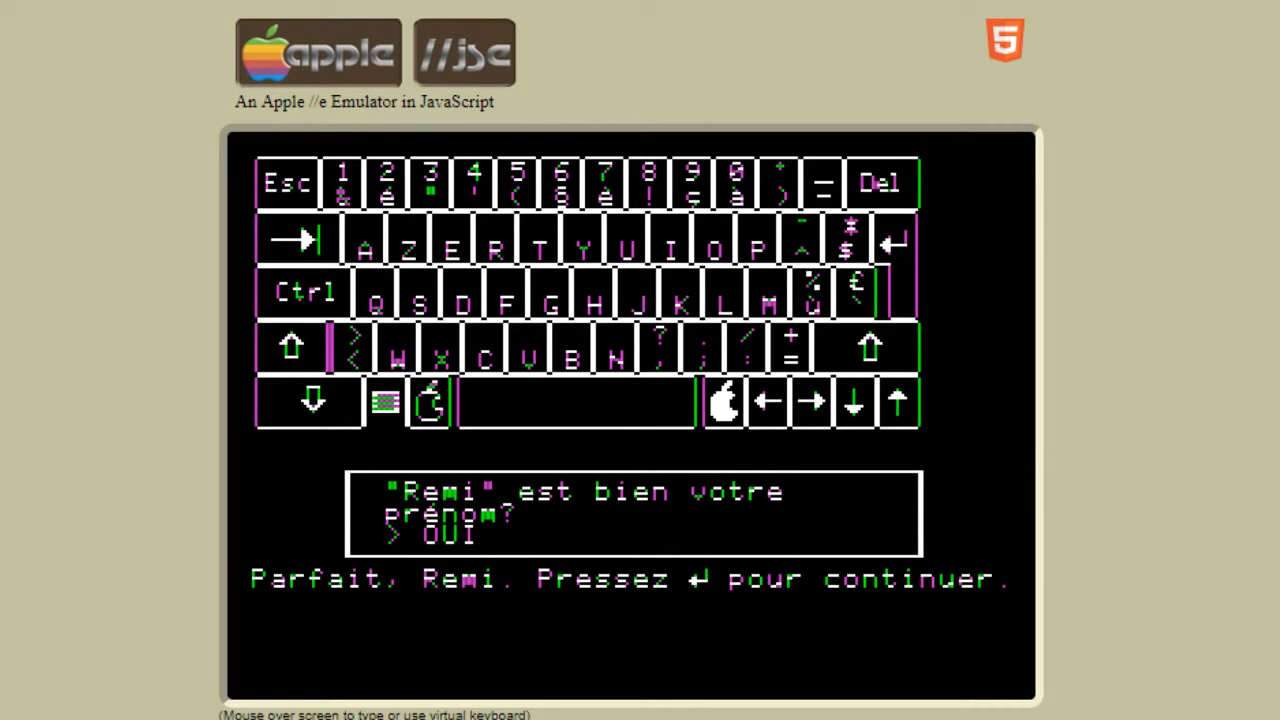 apple //jse
5
An Apple //e Emulator in JavaScript
Esc 1 & 2 é 3 " 4 ' 5 ( 6 § 7 è 8 ! 9 ç 0 à ° ) _ - Del
A Z E R T Y U I O P ¨ ^ * $
Ctrl Q S D F G H J K L M % ù € `
> < W X C V B N ? , . ; / : + =
"Remi" est bien votre
prénom?
> OUI
Parfait, Remi. Pressez ↵ pour continuer.
(Mouse over screen to type or use virtual keyboard)